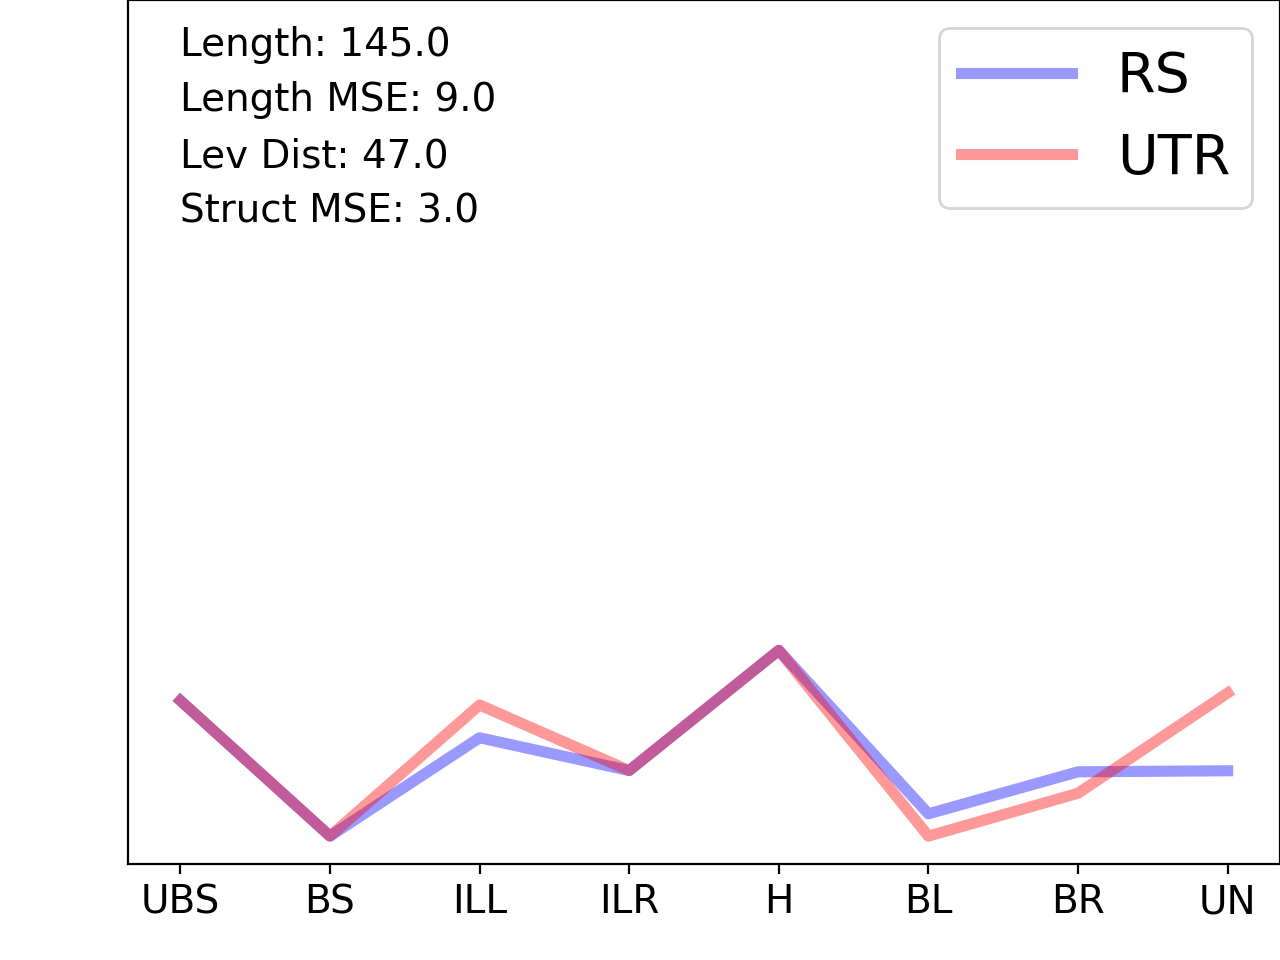 Length: 145.0
Length MSE: 9.0
Lev Dist: 47.0
Struct MSE: 3.0
RS
UTR
UBS BS ILL ILR H BL BR UN